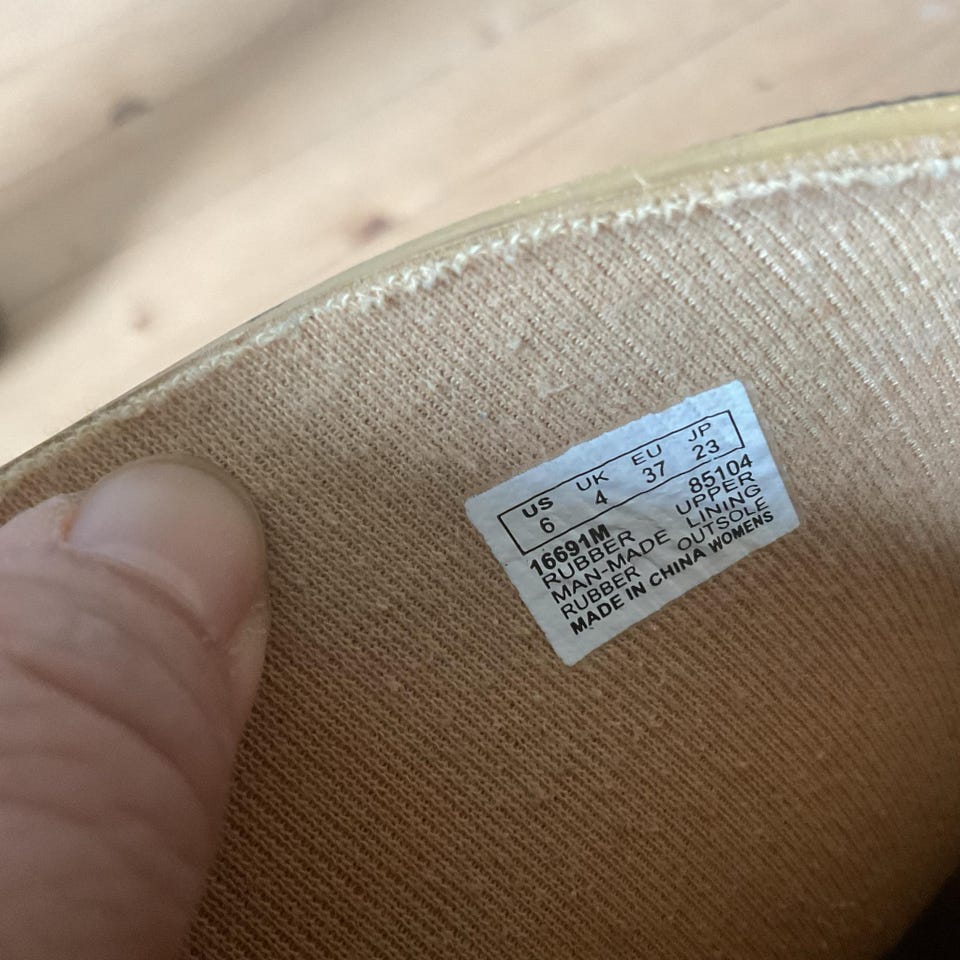 US UK EU JP
6 4 37 23
16691M 85104
RUBBER UPPER
MAN-MADE LINING
RUBBER OUTSOLE
MADE IN CHINA WOMENS